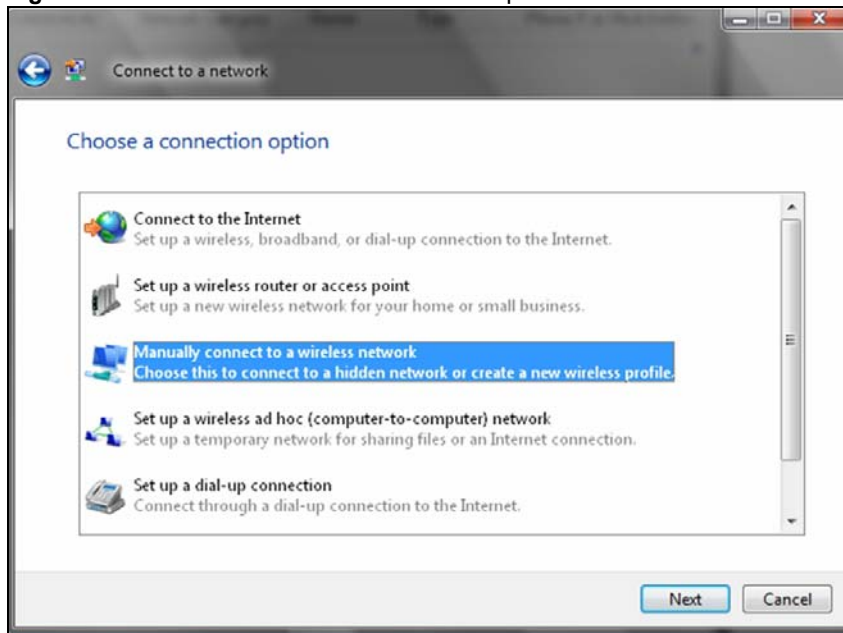 Connect to a network
Choose a connection option
Connect to the Internet
Set up a wireless, broadband, or dial-up connection to the Internet.
Set up a wireless router or access point
Set up a new wireless network for your home or small business.
Manually connect to a wireless network
Choose this to connect to a hidden network or create a new wireless profile.
Set up a wireless ad hoc (computer-to-computer) network
Set up a temporary network for sharing files or an Internet connection.
Set up a dial-up connection
Connect through a dial-up connection to the Internet.
Next Cancel